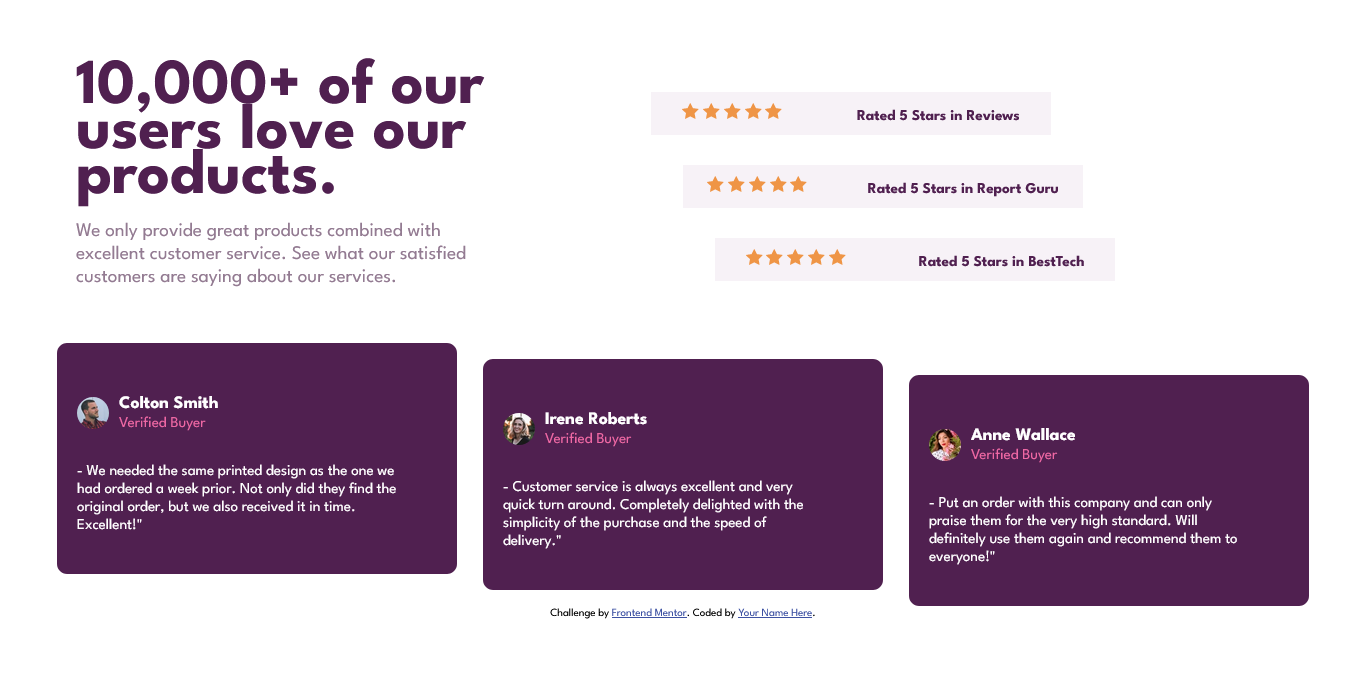 10,000+ of our
users love our
products.
We only provide great products combined with
excellent customer service. See what our satisfied
customers are saying about our services.
Rated 5 Stars in Reviews
Rated 5 Stars in Report Guru
Rated 5 Stars in BestTech
Colton Smith
Verified Buyer
- We needed the same printed design as the one we
had ordered a week prior. Not only did they find the
original order, but we also received it in time.
Excellent!"
Irene Roberts
Verified Buyer
- Customer service is always excellent and very
quick turn around. Completely delighted with the
simplicity of the purchase and the speed of
delivery."
Anne Wallace
Verified Buyer
- Put an order with this company and can only
praise them for the very high standard. Will
definitely use them again and recommend them to
everyone!"
Challenge by Frontend Mentor. Coded by Your Name Here.